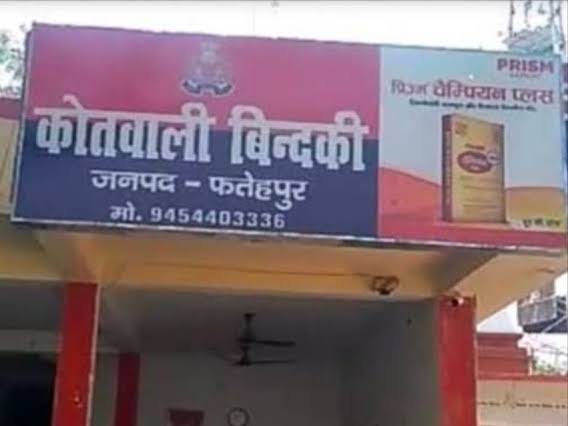 कोतवाली बिन्दकी
जनपद - फतेहपुर
मो. 9454403336
PRISM
प्रिज़्म चैम्पियन प्लस